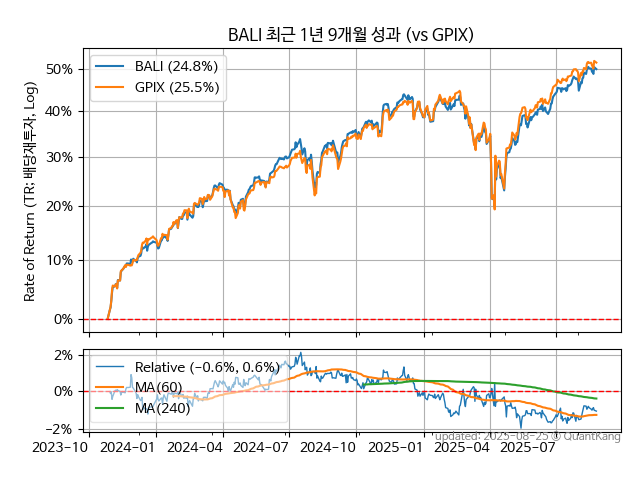 BALI 최근 1년 9개월 성과 (vs GPIX)
Rate of Return (TR: 배당재투자, Log)
BALI (24.8%)
GPIX (25.5%)
50%
40%
30%
20%
10%
0%
2%
0%
−2%
Relative (−0.6%, 0.6%)
MA(60)
MA(240)
2023−10 2024−01 2024−04 2024−07 2024−10 2025−01 2025−04 2025−07
updated: 2025−08−25 © QuantKang